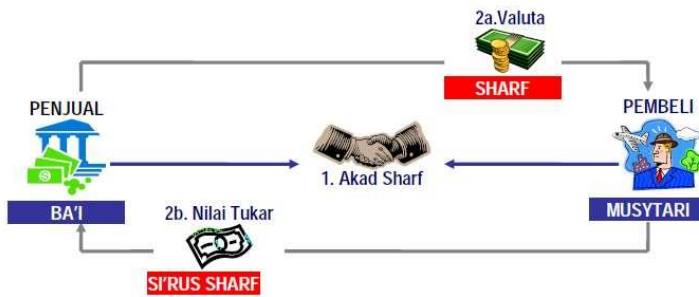 2a.Valuta
SHARF
PENJUAL
PEMBELI
1. Akad Sharf
BA'I
2b. Nilai Tukar
MUSYTARI
SI'RUS SHARF